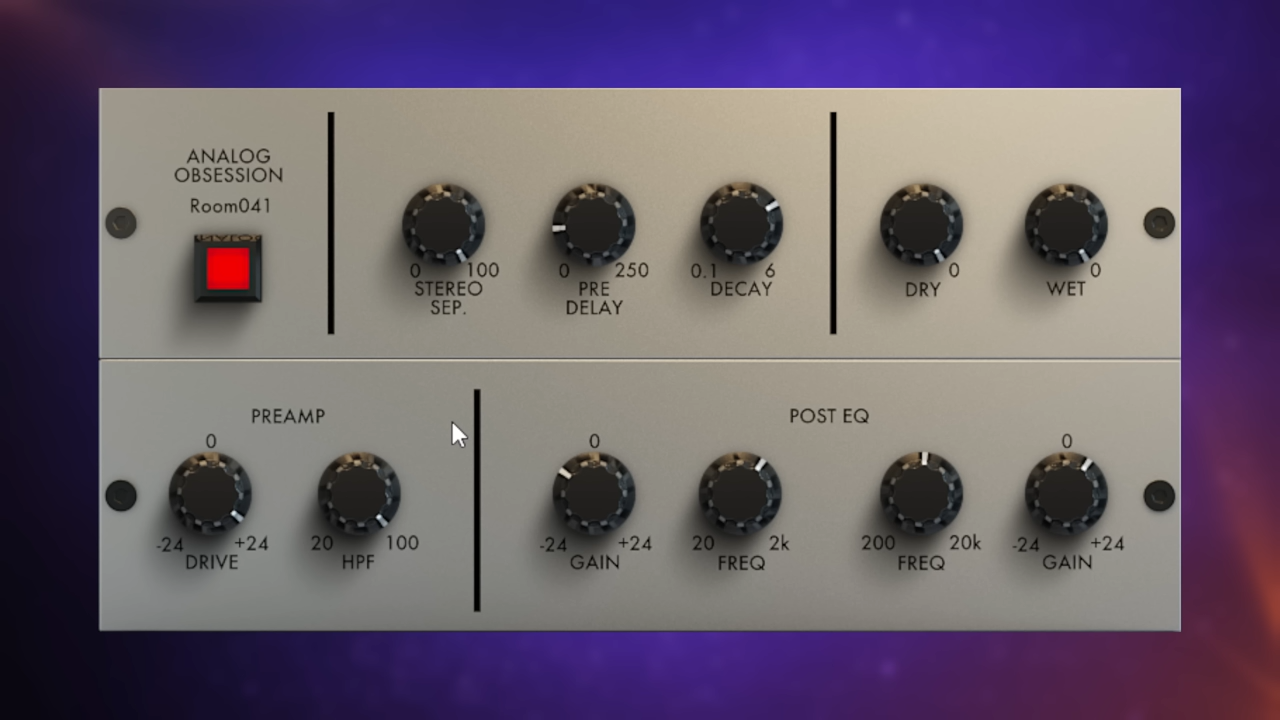 ANALOG
OBSESSION
Room041
0 100
STEREO
SEP.
0 250
PRE
DELAY
0.1 6
DECAY
0
DRY
0
WET
PREAMP
0
-24 +24
DRIVE
20 100
HPF
POST EQ
0
-24 +24
GAIN
20 2k
FREQ
200 20k
FREQ
0
-24 +24
GAIN